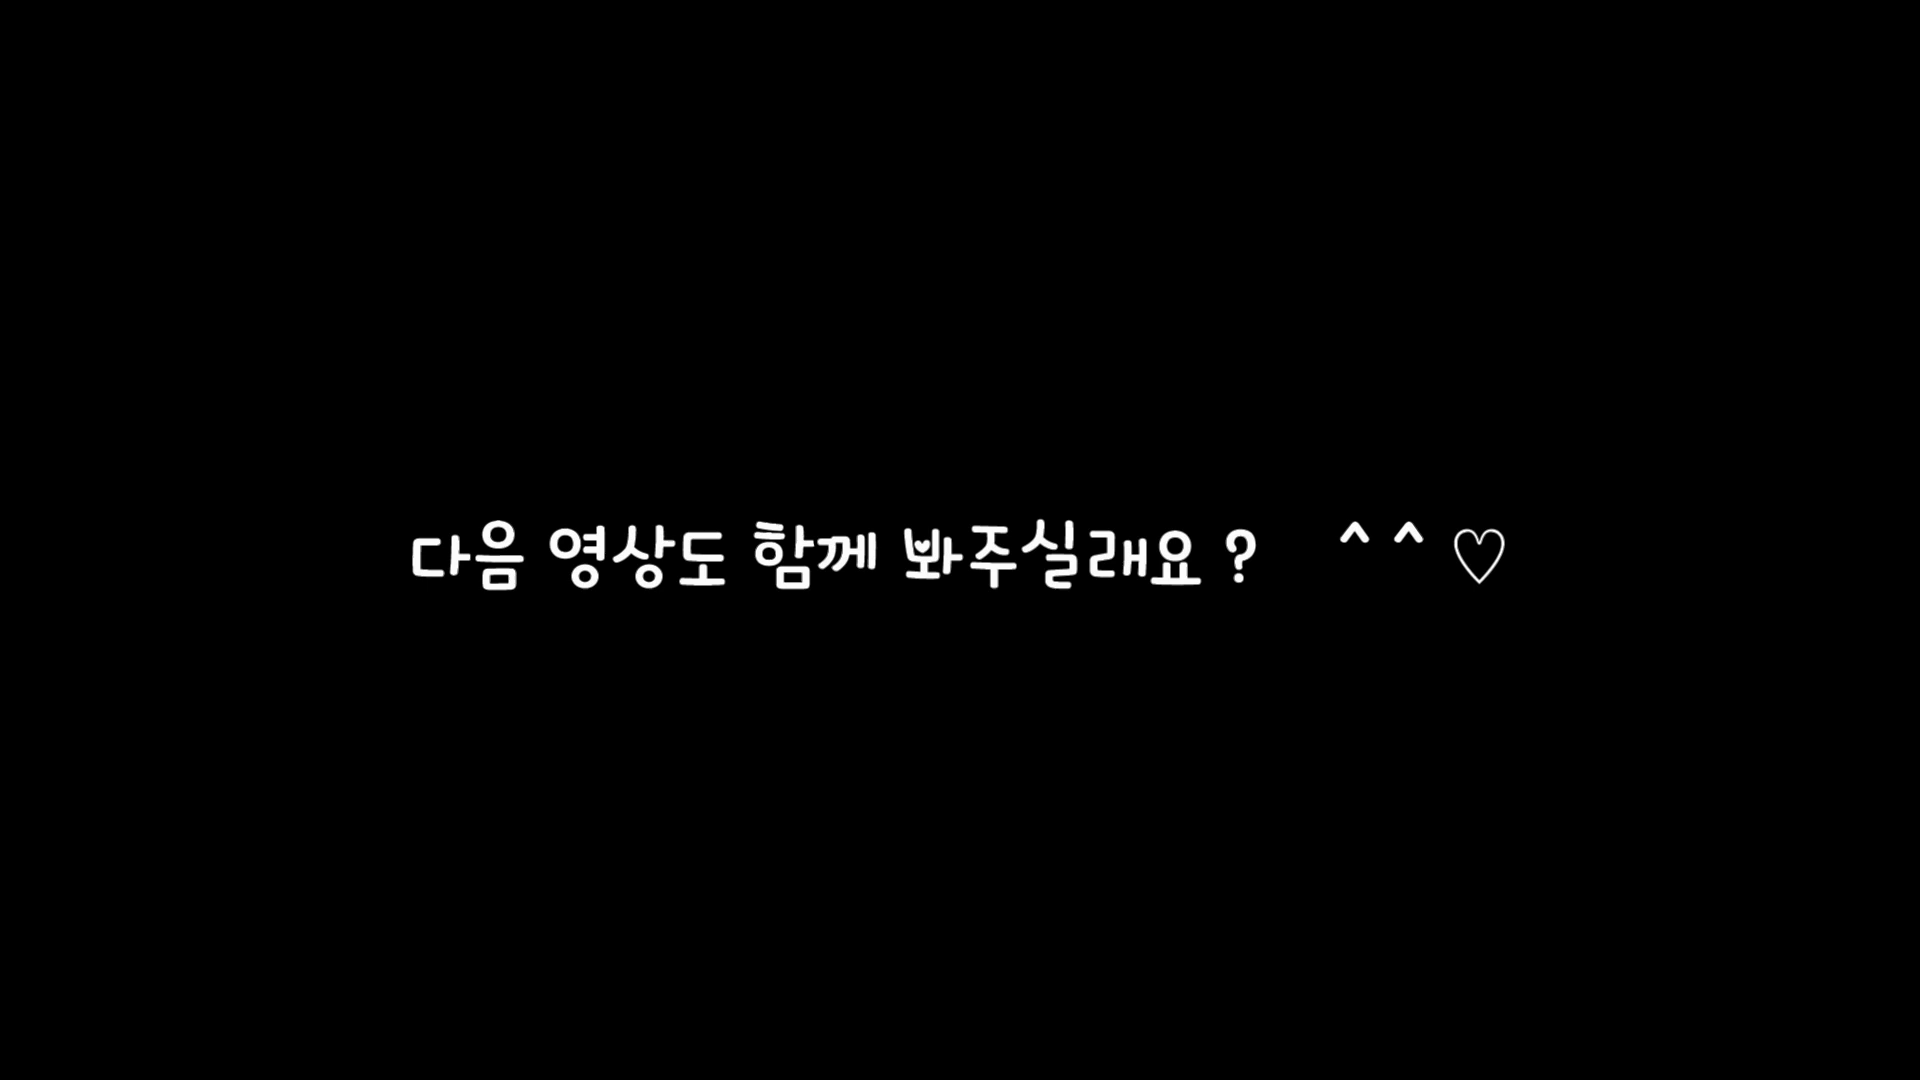 다음 영상도 함께 봐주실래요 ? ^ ^ ♡